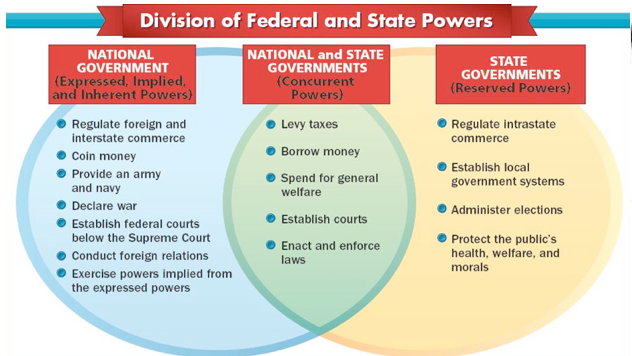 Division of Federal and State Powers
NATIONAL
GOVERNMENT
(Expressed, Implied,
and Inherent Powers)
Regulate foreign and
interstate commerce
Coin money
Provide an army
and navy
Declare war
Establish federal courts
below the Supreme Court
Conduct foreign relations
Exercise powers implied from
the expressed powers
NATIONAL and STATE
GOVERNMENTS
(Concurrent
Powers)
Levy taxes
Borrow money
Spend for general
welfare
Establish courts
Enact and enforce
laws
STATE
GOVERNMENTS
(Reserved Powers)
Regulate intrastate
commerce
Establish local
government systems
Administer elections
Protect the public's
health, welfare, and
morals